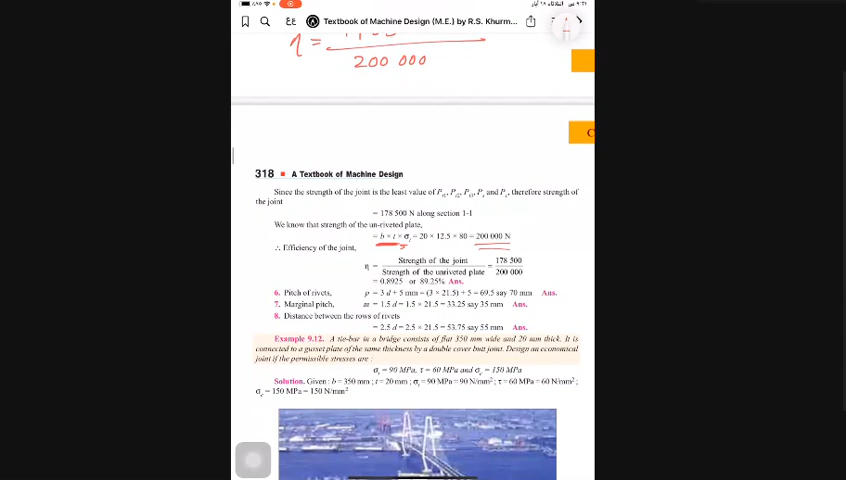 Textbook of Machine Design (M.E.) by R.S. Khurm...
η =
200 000
318 ■ A Textbook of Machine Design
Since the strength of the joint is the least value of Pt1, Pt2, Pt3, Ps and Pc, therefore strength of
the joint
= 178 500 N along section 1-1
We know that strength of the un-riveted plate,
= b × t × σt = 20 × 12.5 × 80 = 200 000 N
∴ Efficiency of the joint,
η = Strength of the joint / Strength of the unriveted plate = 178 500 / 200 000
= 0.8925 or 89.25% Ans.
6. Pitch of rivets, p = 3 d + 5 mm = (3 × 21.5) + 5 = 69.5 say 70 mm Ans.
7. Marginal pitch, m = 1.5 d = 1.5 × 21.5 = 33.25 say 35 mm Ans.
8. Distance between the rows of rivets
= 2.5 d = 2.5 × 21.5 = 53.75 say 55 mm Ans.
Example 9.12. A tie-bar in a bridge consists of flat 350 mm wide and 20 mm thick. It is
connected to a gusset plate of the same thickness by a double cover butt joint. Design an economical
joint if the permissible stresses are :
σt = 90 MPa, τ = 60 MPa and σc = 150 MPa
Solution. Given : b = 350 mm ; t = 20 mm ; σt = 90 MPa = 90 N/mm² ; τ = 60 MPa = 60 N/mm² ;
σc = 150 MPa = 150 N/mm²